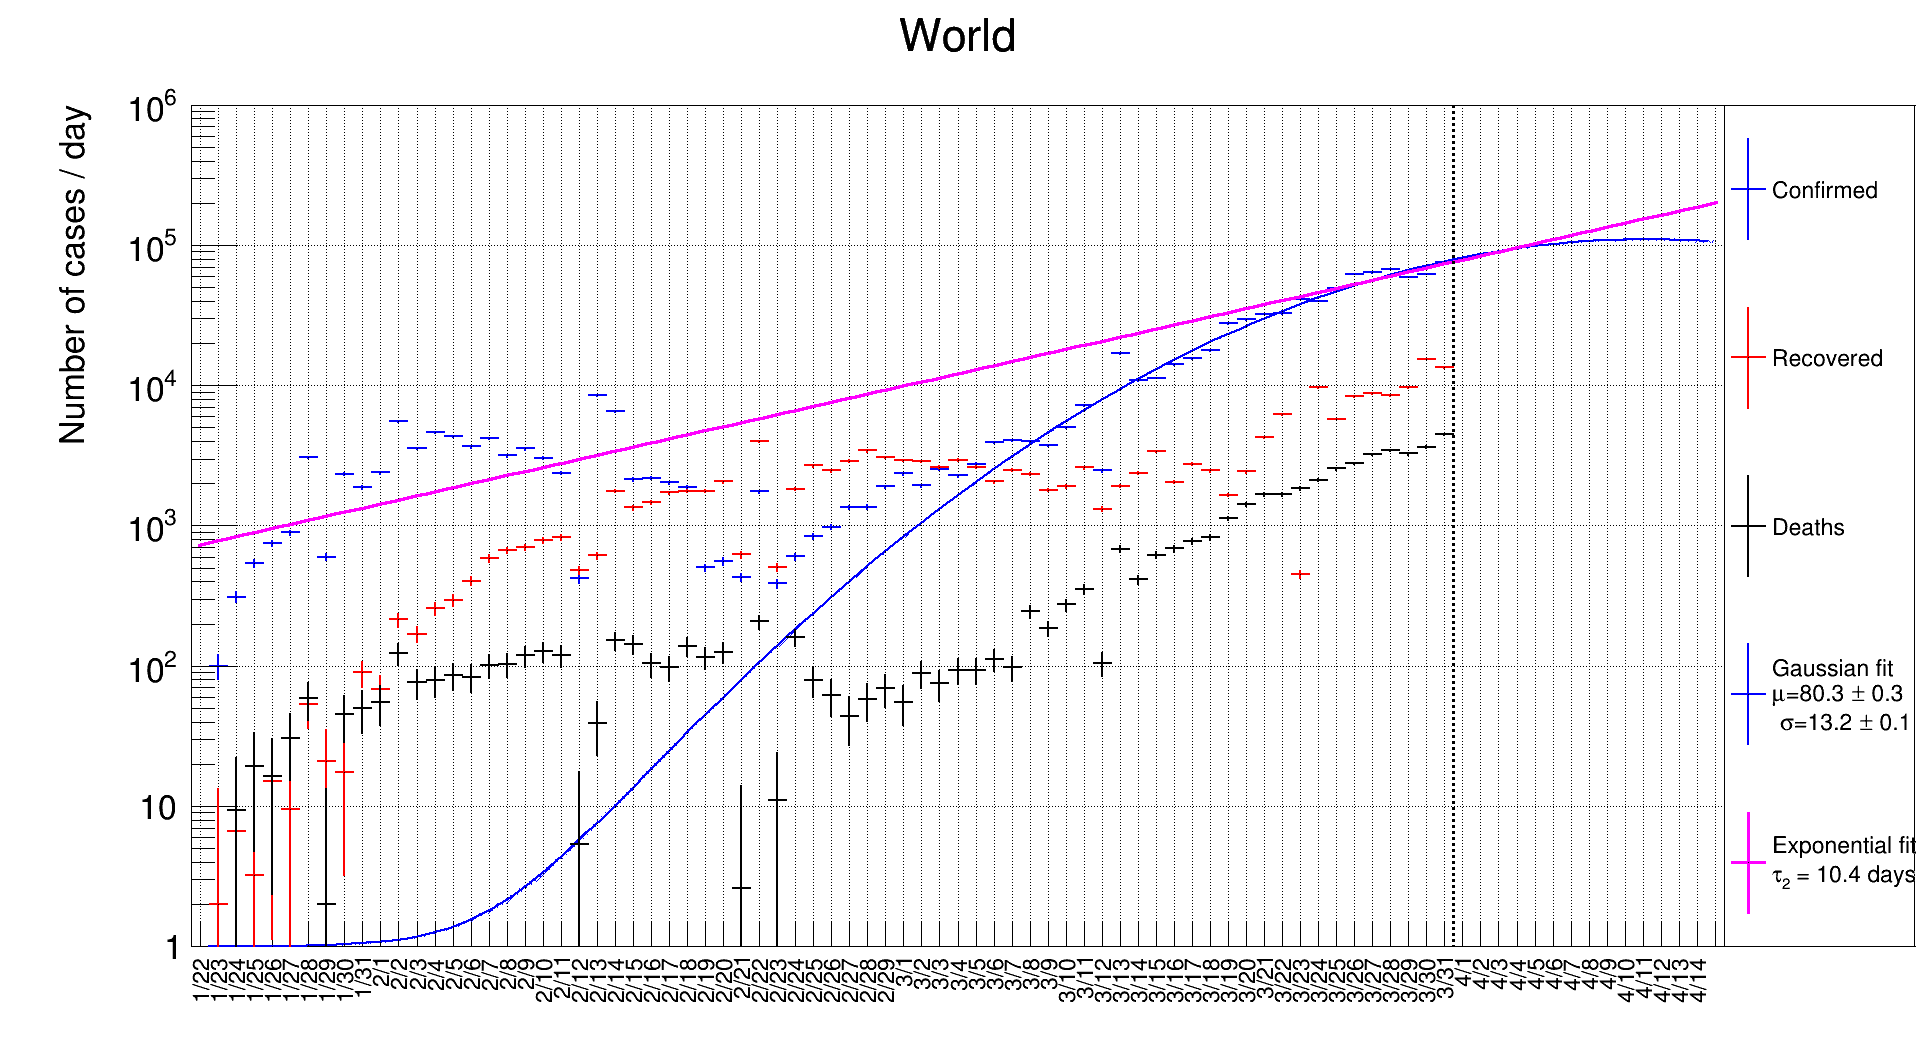 World
Number of cases / day
10⁶
10⁵
10⁴
10³
10²
10
1
1/22 1/23 1/24 1/25 1/26 1/27 1/28 1/29 1/30 1/31 2/1 2/2 2/3 2/4 2/5 2/6 2/7 2/8 2/9 2/10 2/11 2/12 2/13 2/14 2/15 2/16 2/17 2/18 2/19 2/20 2/21 2/22 2/23 2/24 2/25 2/26 2/27 2/28 2/29 3/1 3/2 3/3 3/4 3/5 3/6 3/7 3/8 3/9 3/10 3/11 3/12 3/13 3/14 3/15 3/16 3/17 3/18 3/19 3/20 3/21 3/22 3/23 3/24 3/25 3/26 3/27 3/28 3/29 3/30 3/31 4/1 4/2 4/3 4/4 4/5 4/6 4/7 4/8 4/9 4/10 4/11 4/12 4/13 4/14
Confirmed
Recovered
Deaths
Gaussian fit
μ=80.3 ± 0.3
σ=13.2 ± 0.1
Exponential fit
τ₂ = 10.4 days